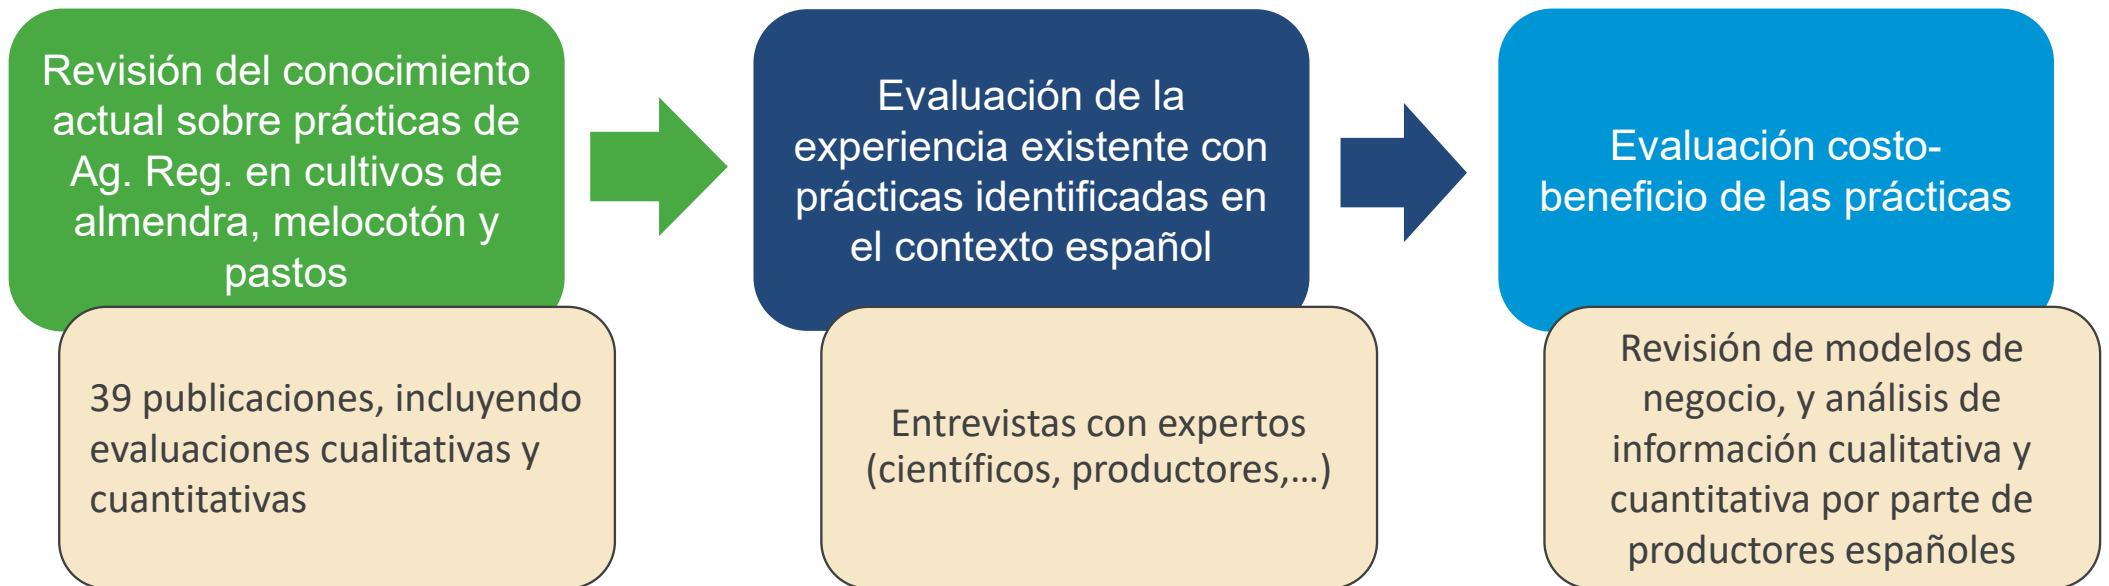 Revisión del conocimiento
actual sobre prácticas de
Ag. Reg. en cultivos de
almendra, melocotón y
pastos
39 publicaciones, incluyendo
evaluaciones cualitativas y
cuantitativas
Evaluación de la
experiencia existente con
prácticas identificadas en
el contexto español
Entrevistas con expertos
(científicos, productores,...)
Evaluación costo-
beneficio de las prácticas
Revisión de modelos de
negocio, y análisis de
información cualitativa y
cuantitativa por parte de
productores españoles